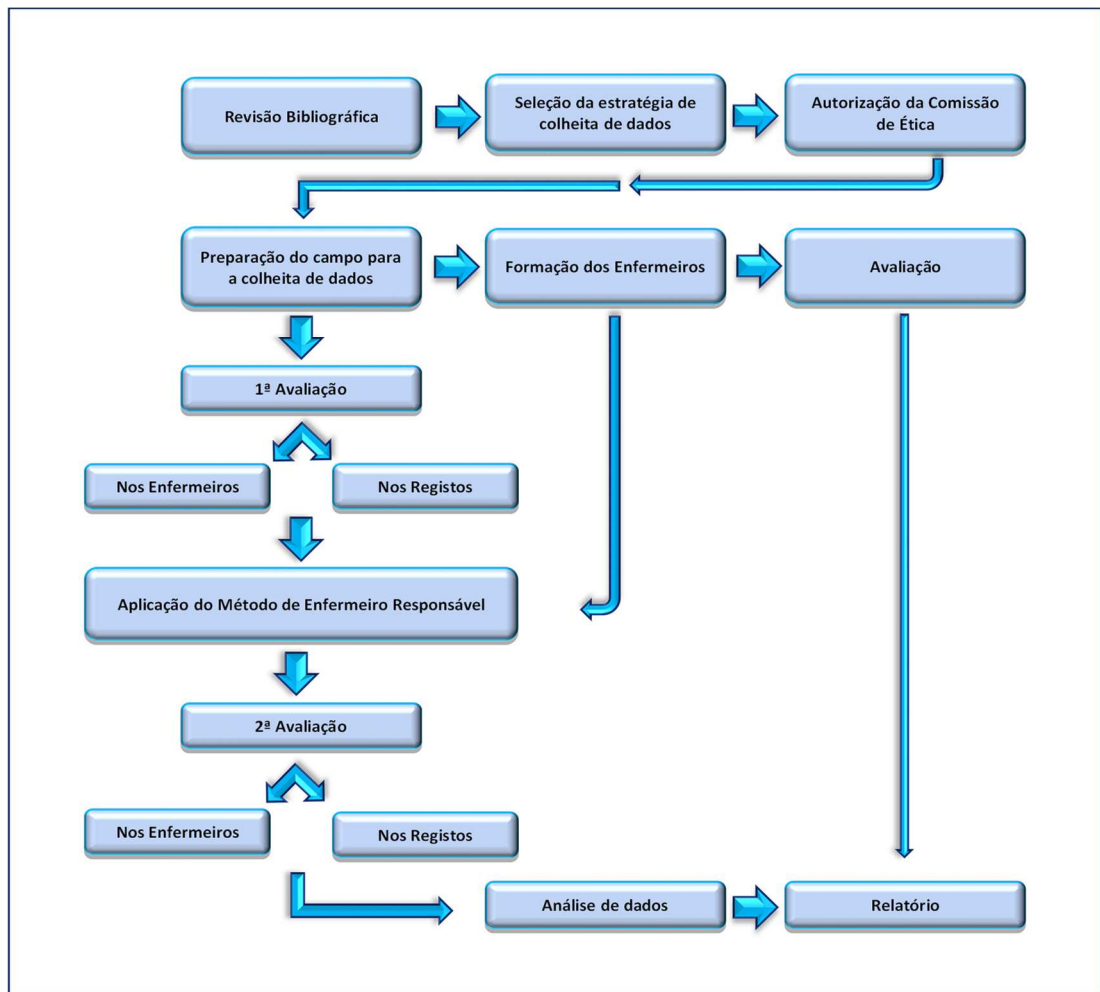 Revisão Bibliográfica
Seleção da estratégia de
colheita de dados
Autorização da Comissão
de Ética
Preparação do campo para
a colheita de dados
Formação dos Enfermeiros
Avaliação
1ª Avaliação
Nos Enfermeiros
Nos Registos
Aplicação do Método de Enfermeiro Responsável
2ª Avaliação
Nos Enfermeiros
Nos Registos
Análise de dados
Relatório